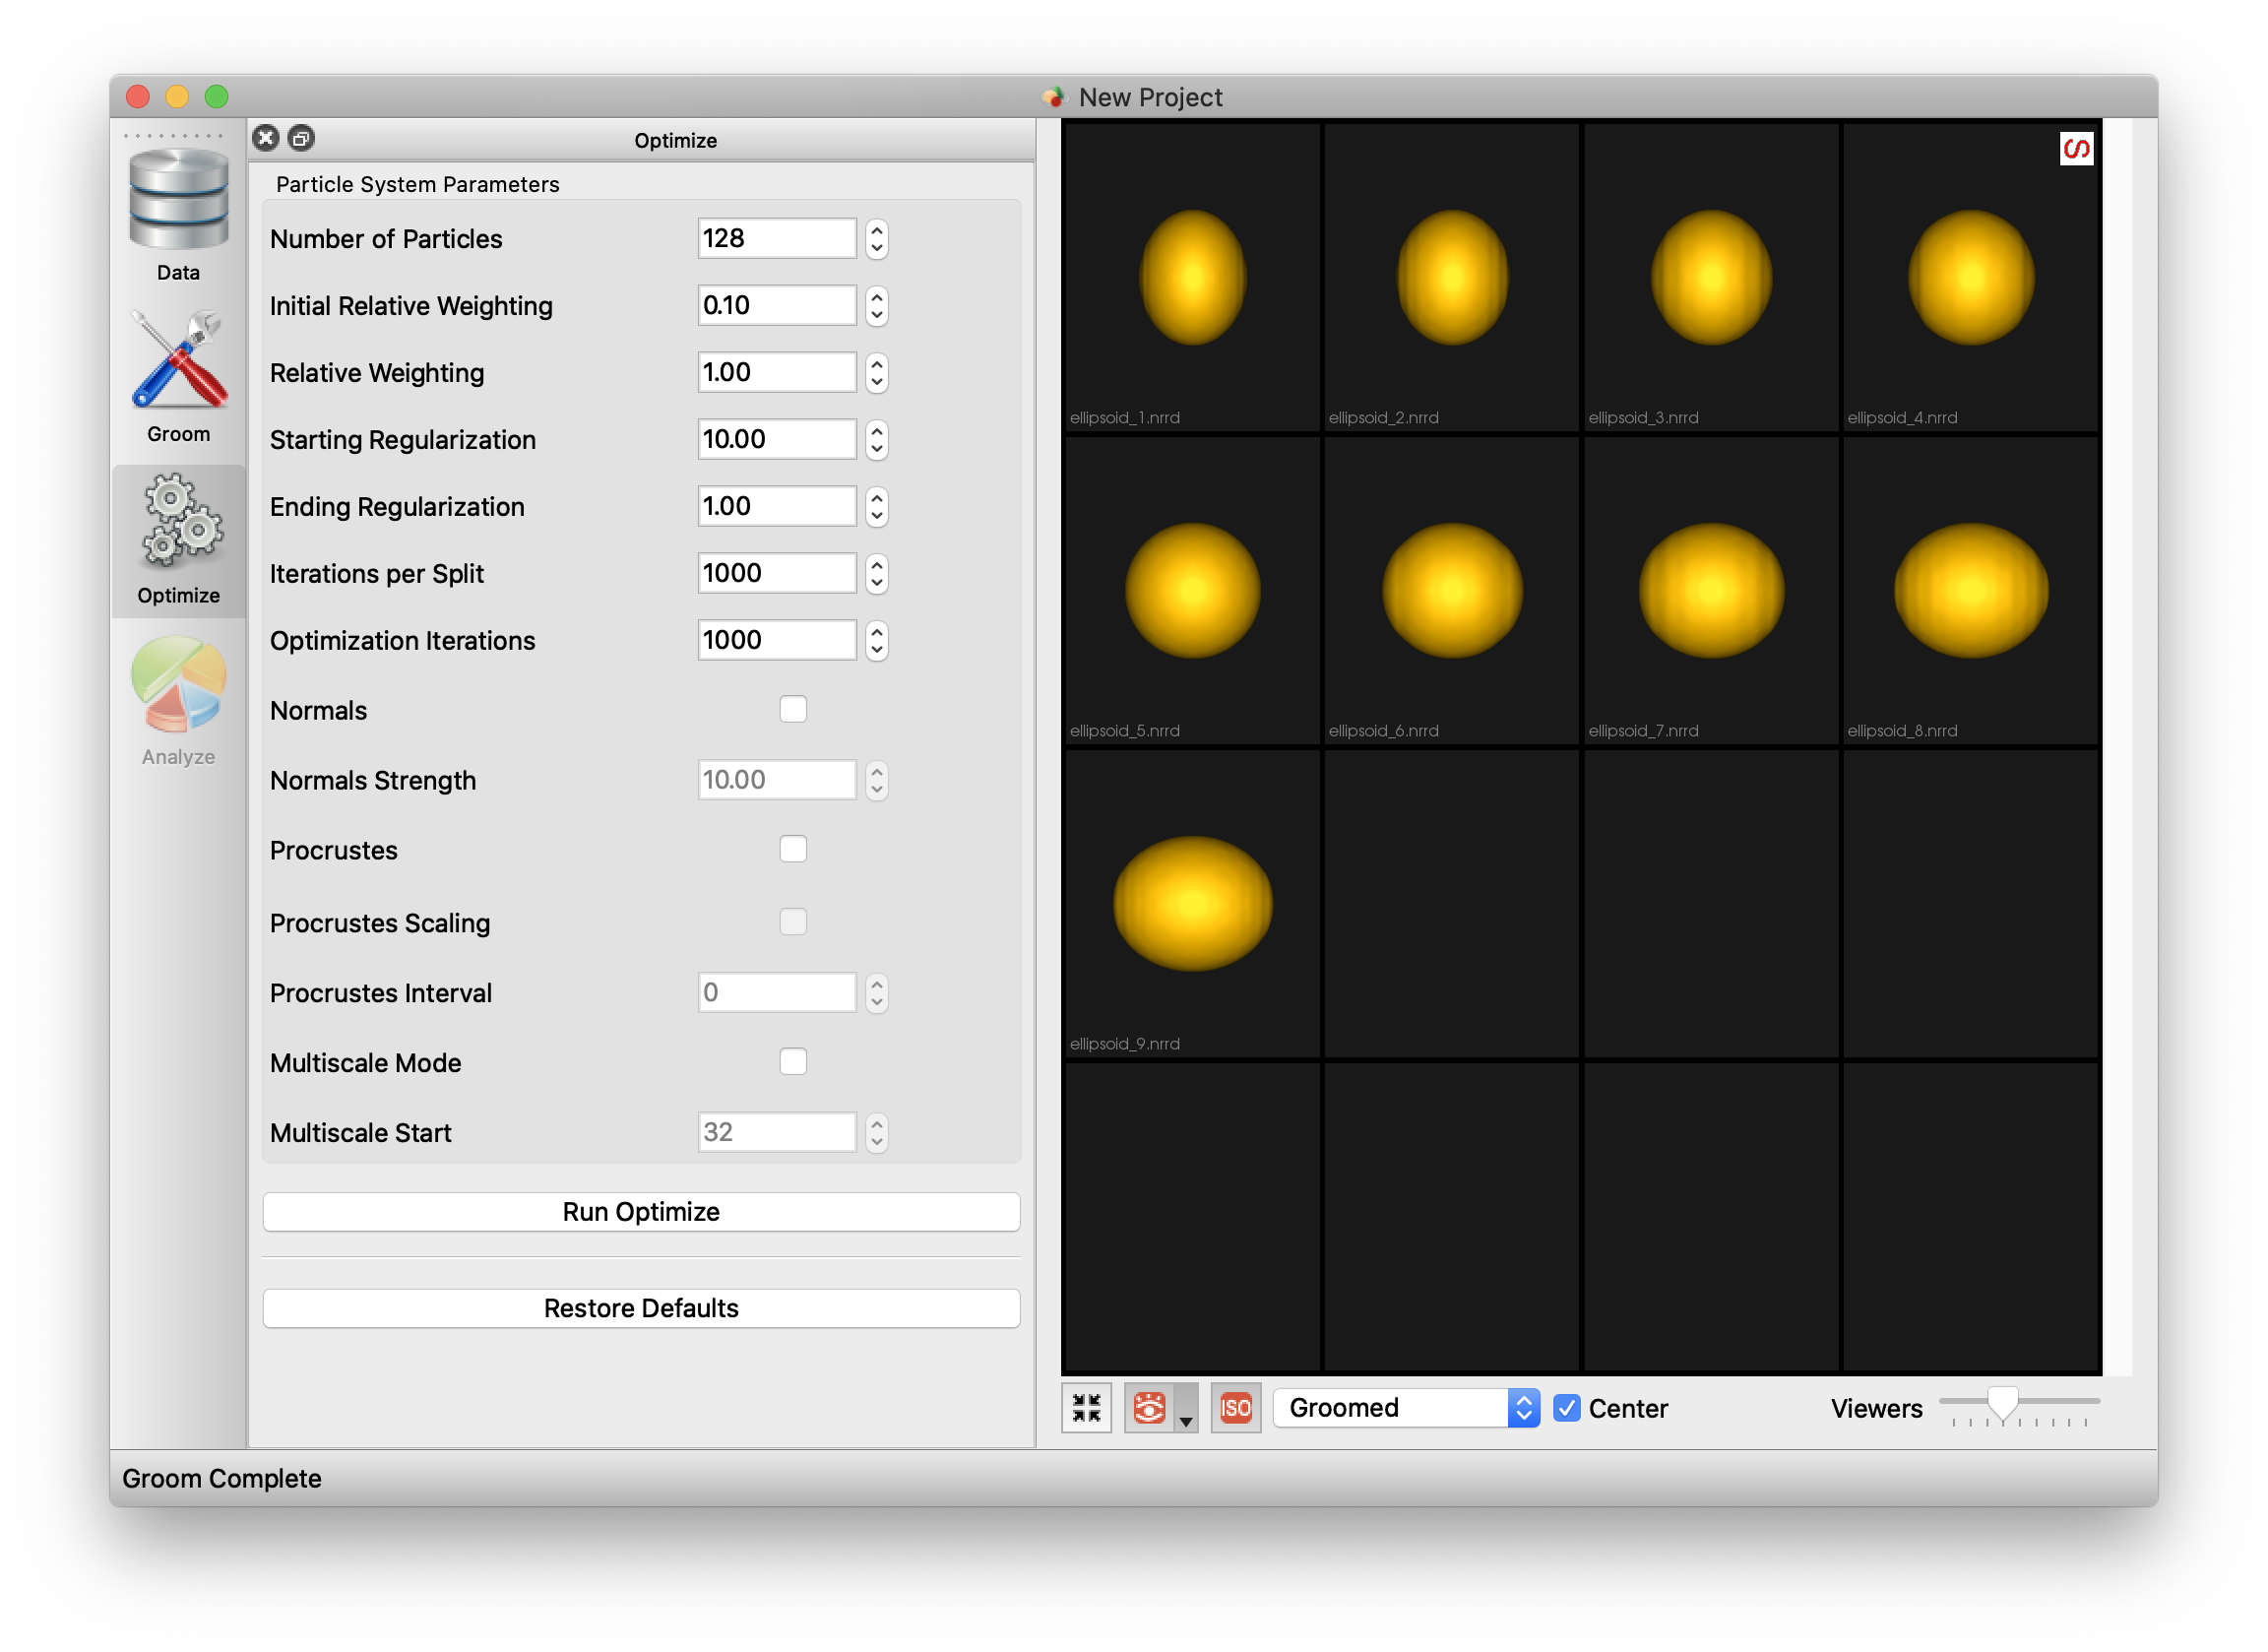 New Project
Data
Groom
Optimize
Analyze
Optimize
Particle System Parameters
Number of Particles 128
Initial Relative Weighting 0.10
Relative Weighting 1.00
Starting Regularization 10.00
Ending Regularization 1.00
Iterations per Split 1000
Optimization Iterations 1000
Normals
Normals Strength 10.00
Procrustes
Procrustes Scaling
Procrustes Interval 0
Multiscale Mode
Multiscale Start 32
Run Optimize
Restore Defaults
S
ellipsoid_1.nrrd ellipsoid_2.nrrd ellipsoid_3.nrrd ellipsoid_4.nrrd
ellipsoid_5.nrrd ellipsoid_6.nrrd ellipsoid_7.nrrd ellipsoid_8.nrrd
ellipsoid_9.nrrd
ISO Groomed Center Viewers
Groom Complete